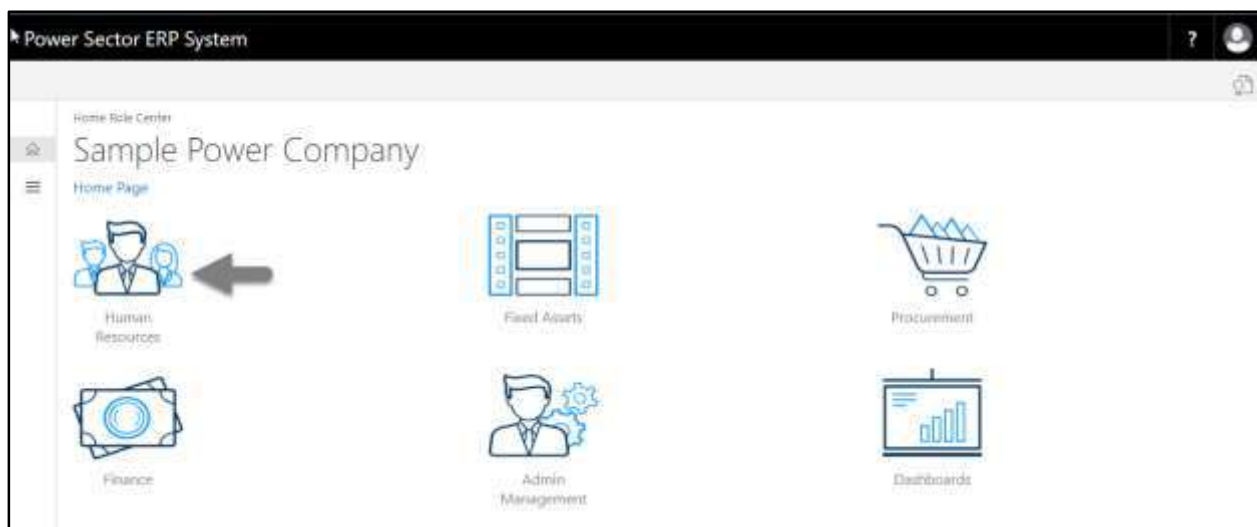 Power Sector ERP System ?
Home Role Center
Sample Power Company
Home Page
Human
Resources
Fixed Assets
Procurement
Finance
Admin
Management
Dashboards